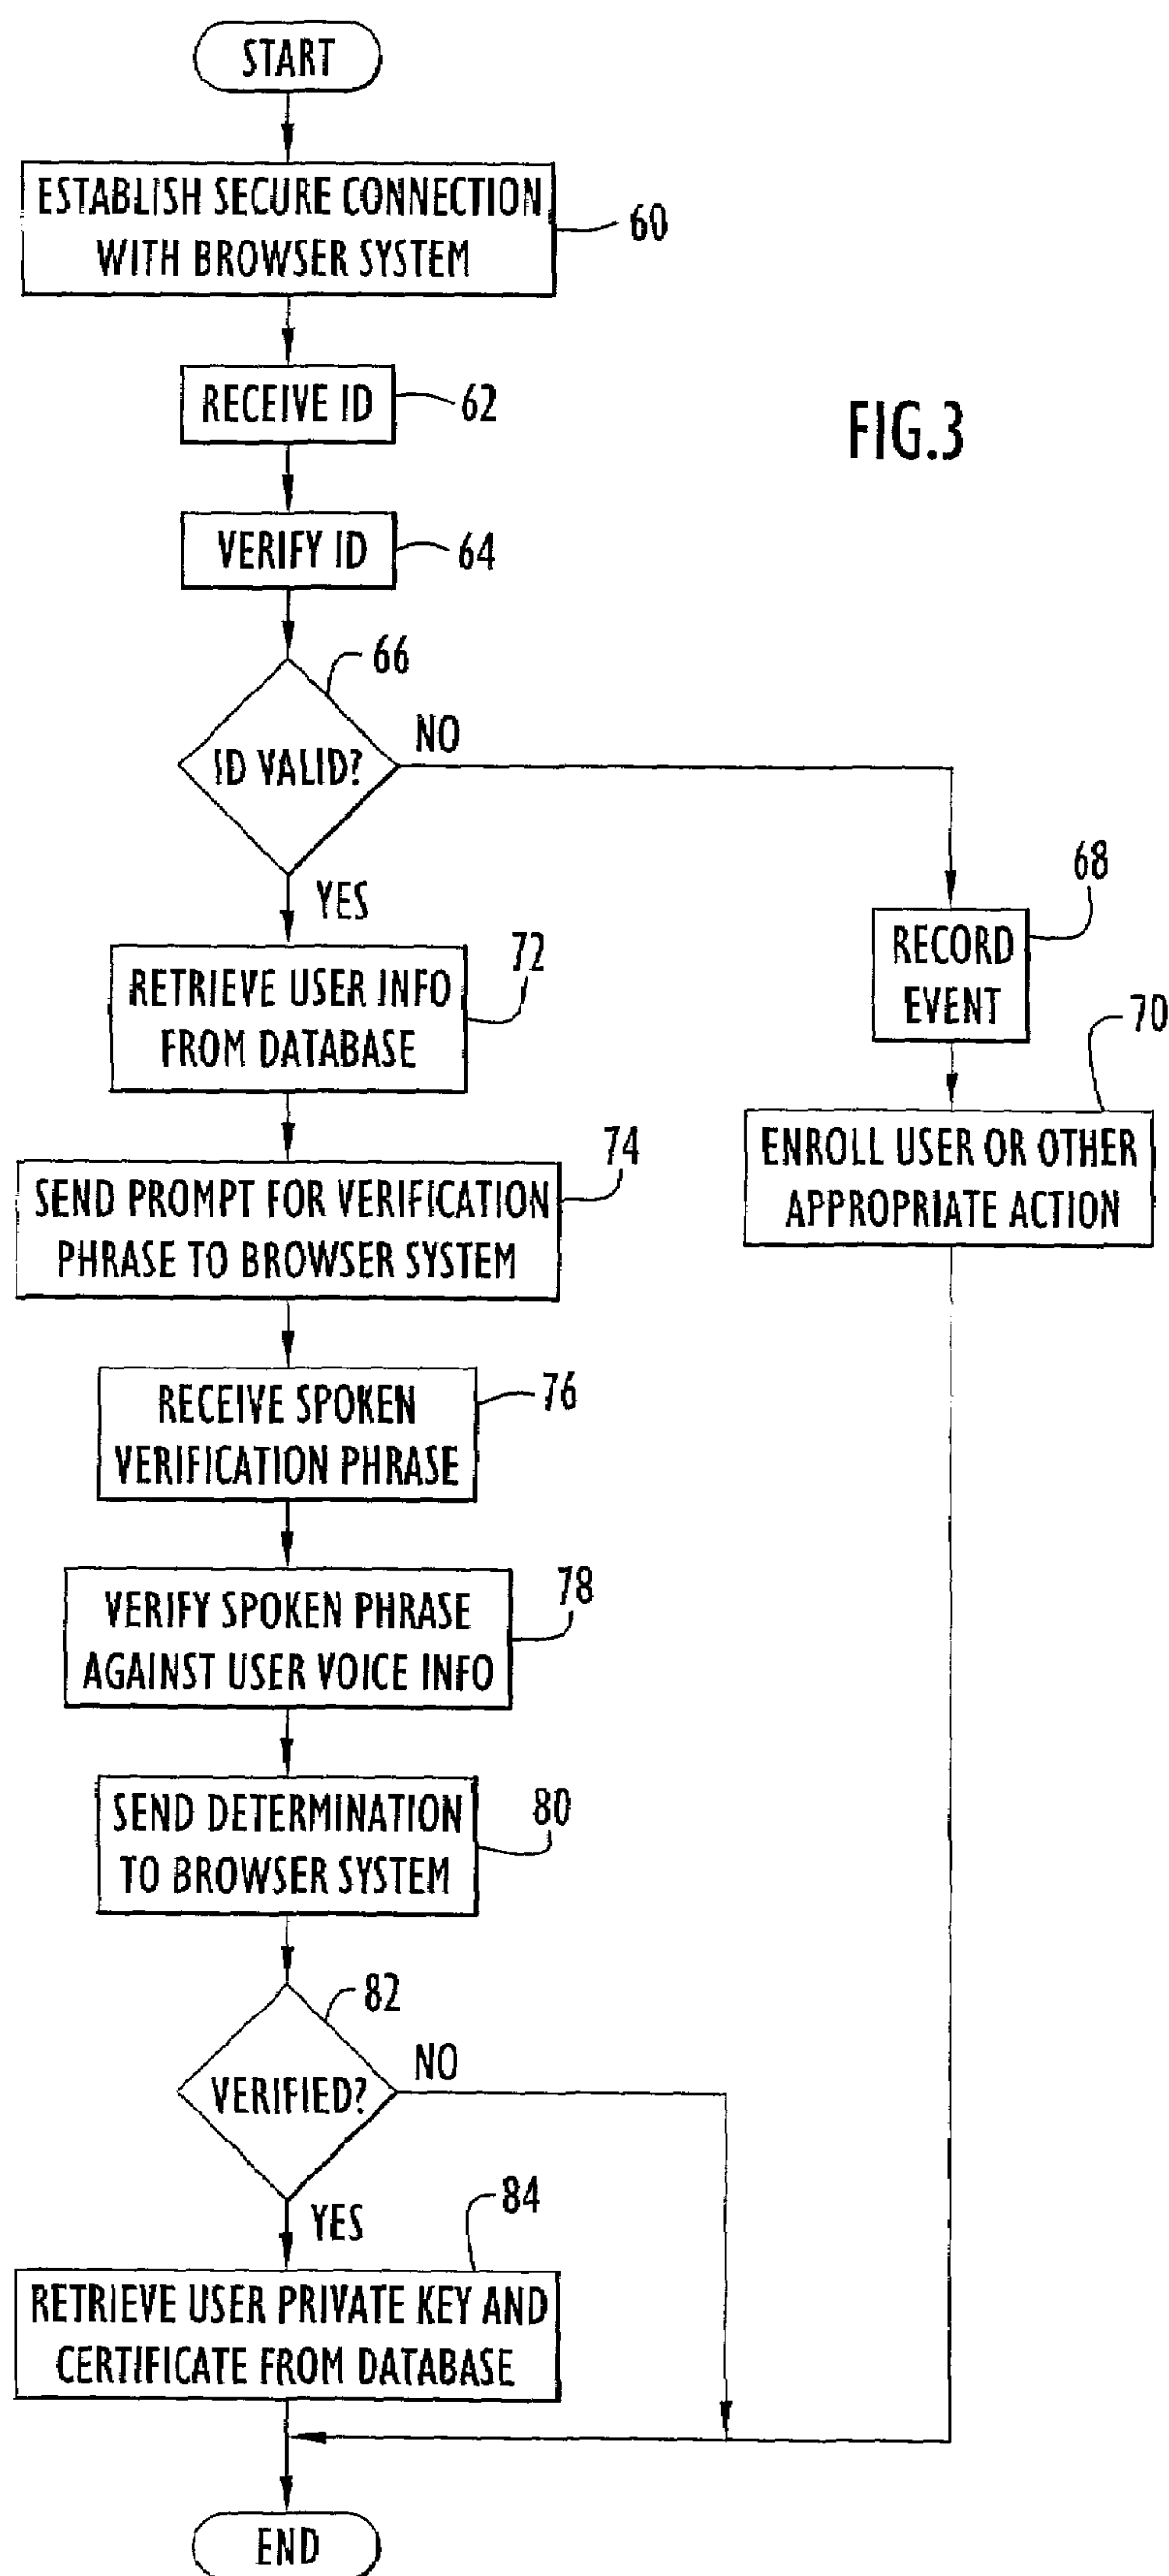 START
ESTABLISH SECURE CONNECTION
WITH BROWSER SYSTEM
60
RECEIVE ID
62
FIG.3
VERIFY ID
64
66
ID VALID?
NO
YES
68
RECORD
EVENT
70
ENROLL USER OR OTHER
APPROPRIATE ACTION
72
RETRIEVE USER INFO
FROM DATABASE
74
SEND PROMPT FOR VERIFICATION
PHRASE TO BROWSER SYSTEM
RECEIVE SPOKEN
VERIFICATION PHRASE
76
VERIFY SPOKEN PHRASE
AGAINST USER VOICE INFO
78
SEND DETERMINATION
TO BROWSER SYSTEM
80
82
VERIFIED?
NO
YES
84
RETRIEVE USER PRIVATE KEY AND
CERTIFICATE FROM DATABASE
END